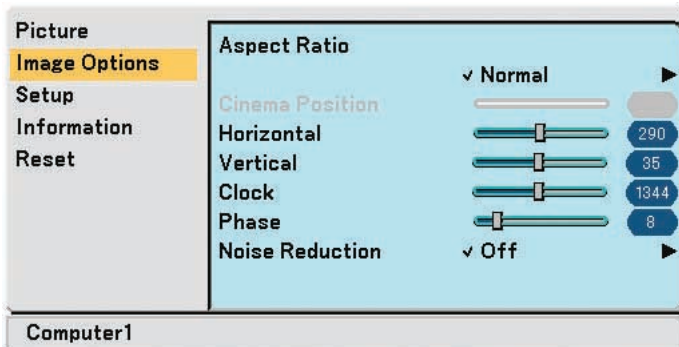 Picture
Image Options
Setup
Information
Reset
Aspect Ratio
✓ Normal ▶
Cinema Position
Horizontal 290
Vertical 35
Clock 1344
Phase 8
Noise Reduction ✓ Off ▶
Computer1